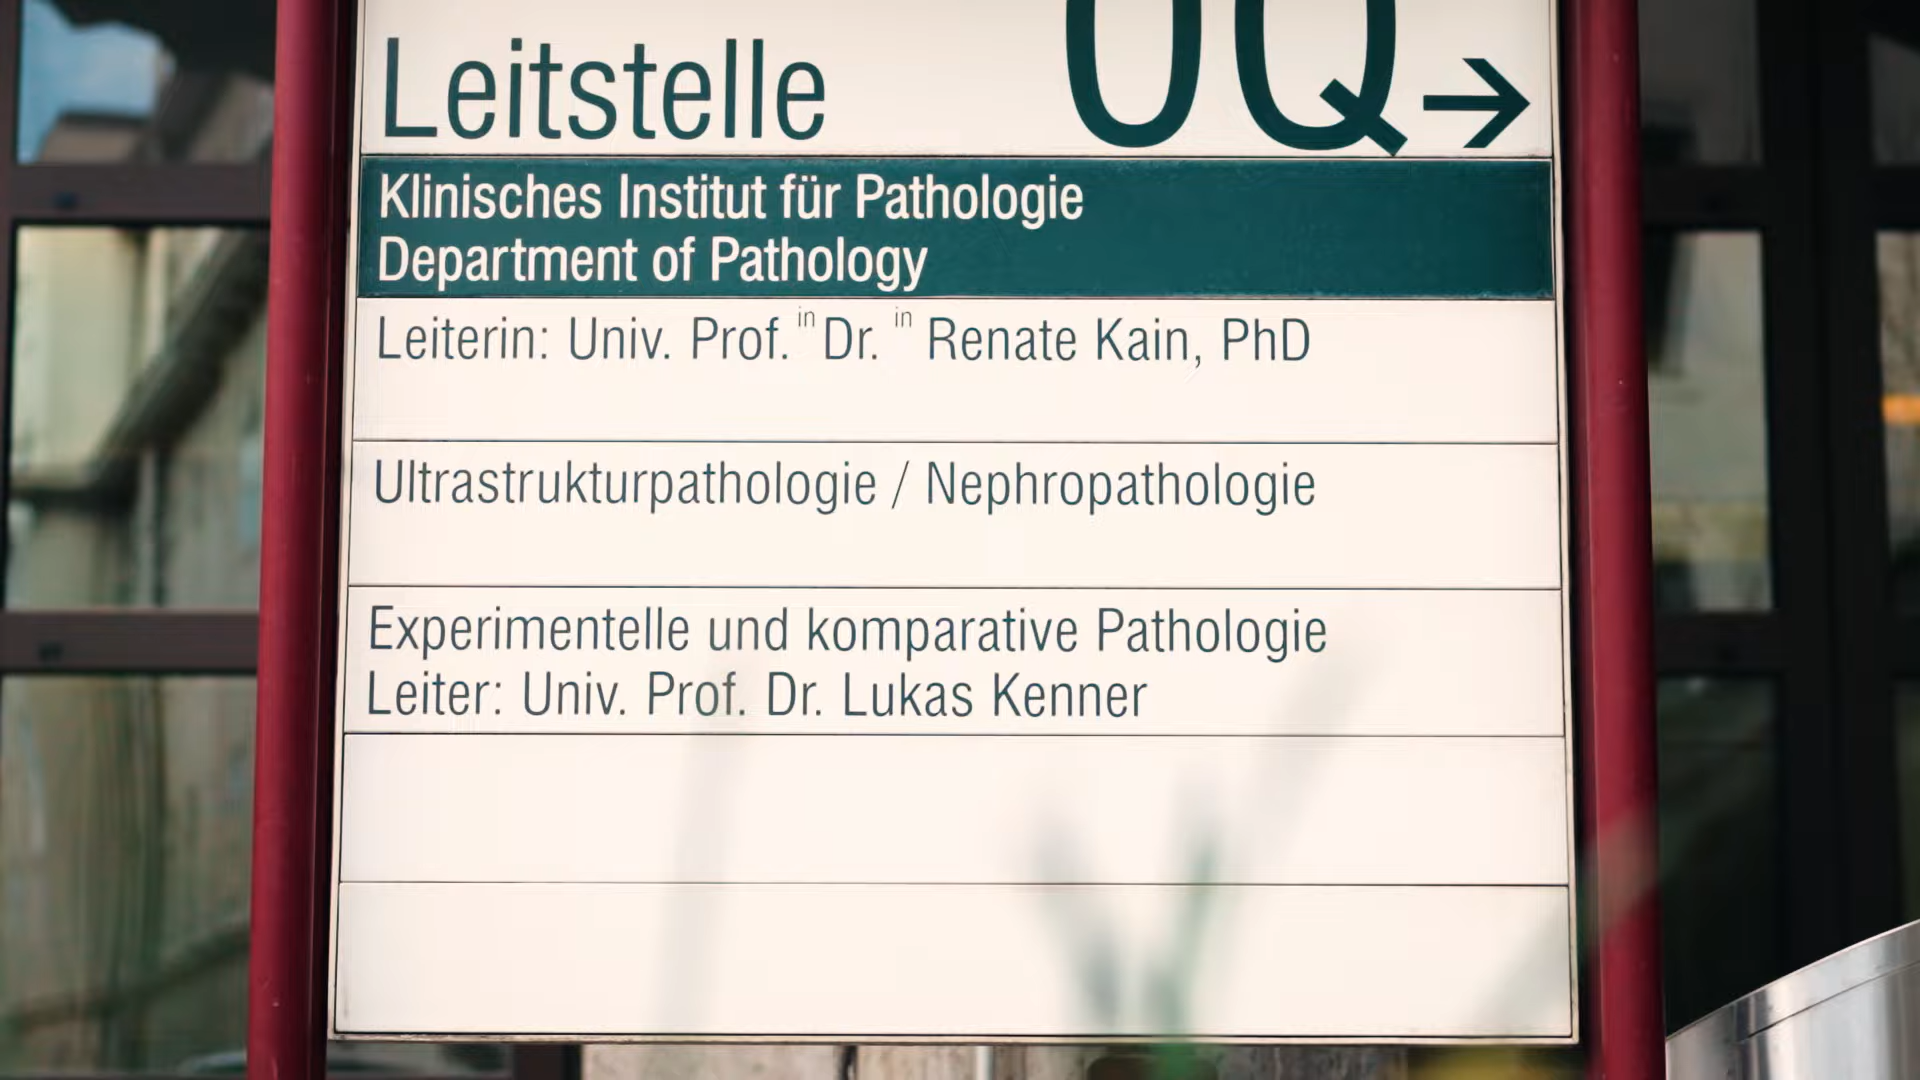 Leitstelle 0Q →
Klinisches Institut für Pathologie
Department of Pathology
Leiterin: Univ. Prof.in Dr. in Renate Kain, PhD
Ultrastrukturpathologie / Nephropathologie
Experimentelle und komparative Pathologie
Leiter: Univ. Prof. Dr. Lukas Kenner